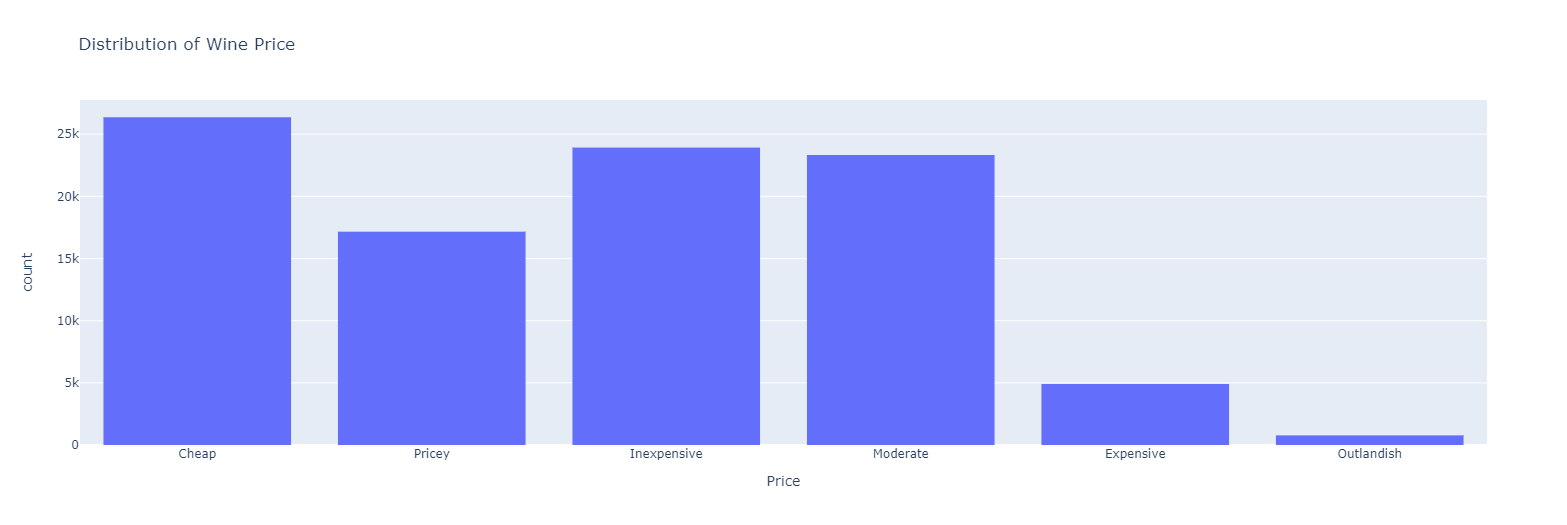 Distribution of Wine Price
25k
20k
15k
10k
5k
0
count
Cheap Pricey Inexpensive Moderate Expensive Outlandish
Price